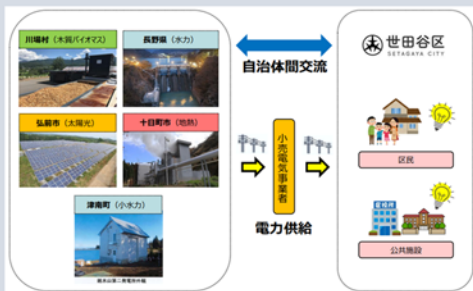 川場村（木質バイオマス）
長野県（水力）
弘前市（太陽光）
十日町市（地熱）
津南町（小水力）
自治体間交流
小売電気事業者
電力供給
世田谷区
SETAGAYA CITY
区民
公共施設